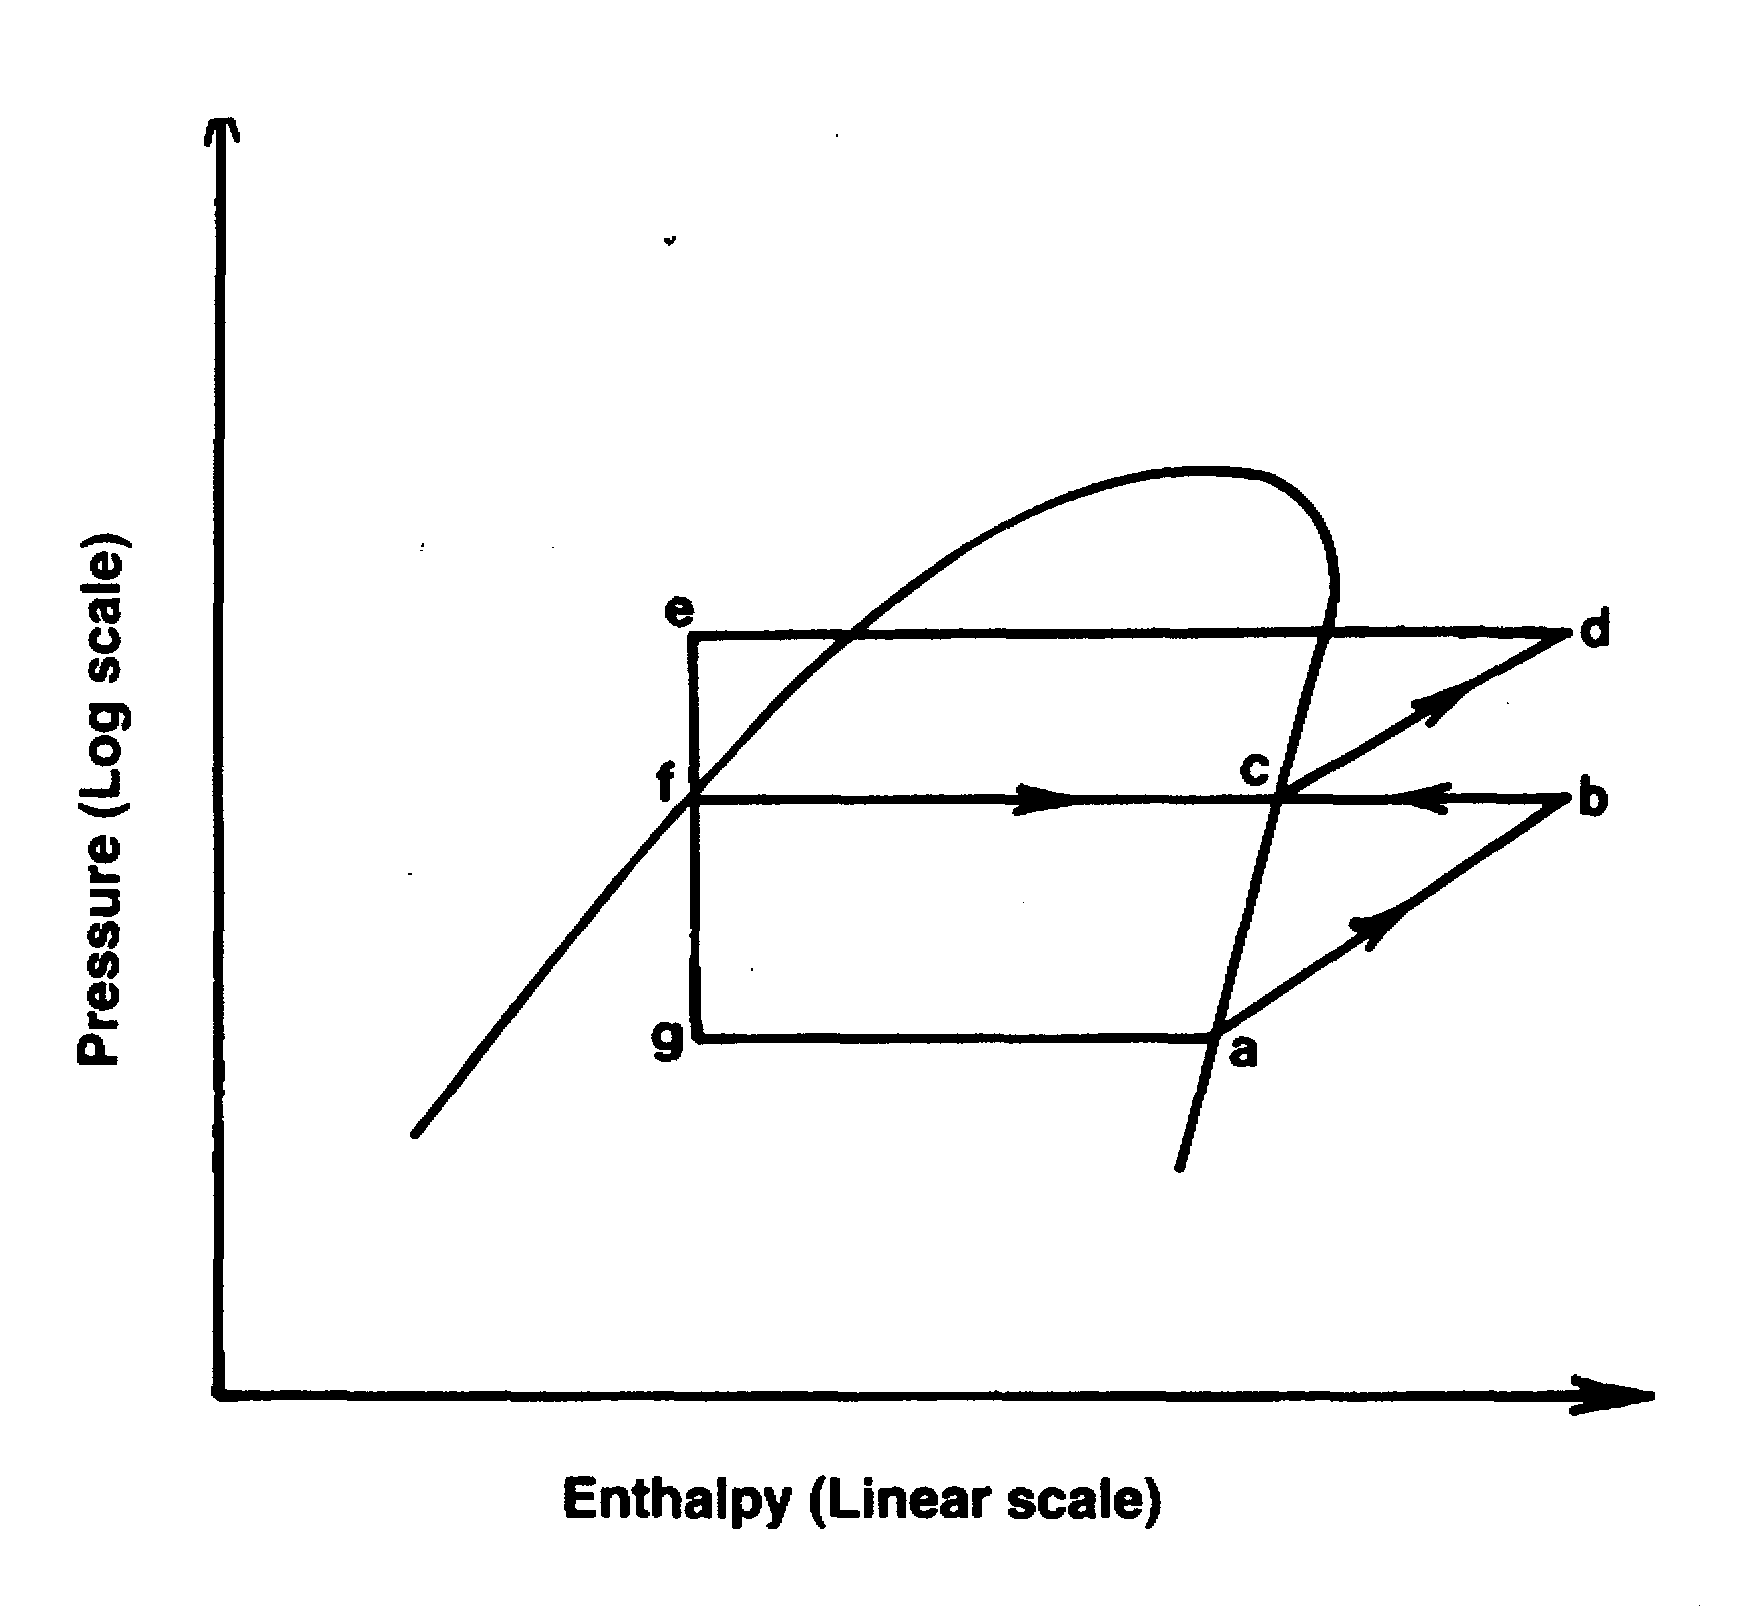 Pressure (Log scale)
e
d
f
c
b
g
a
Enthalpy (Linear scale)